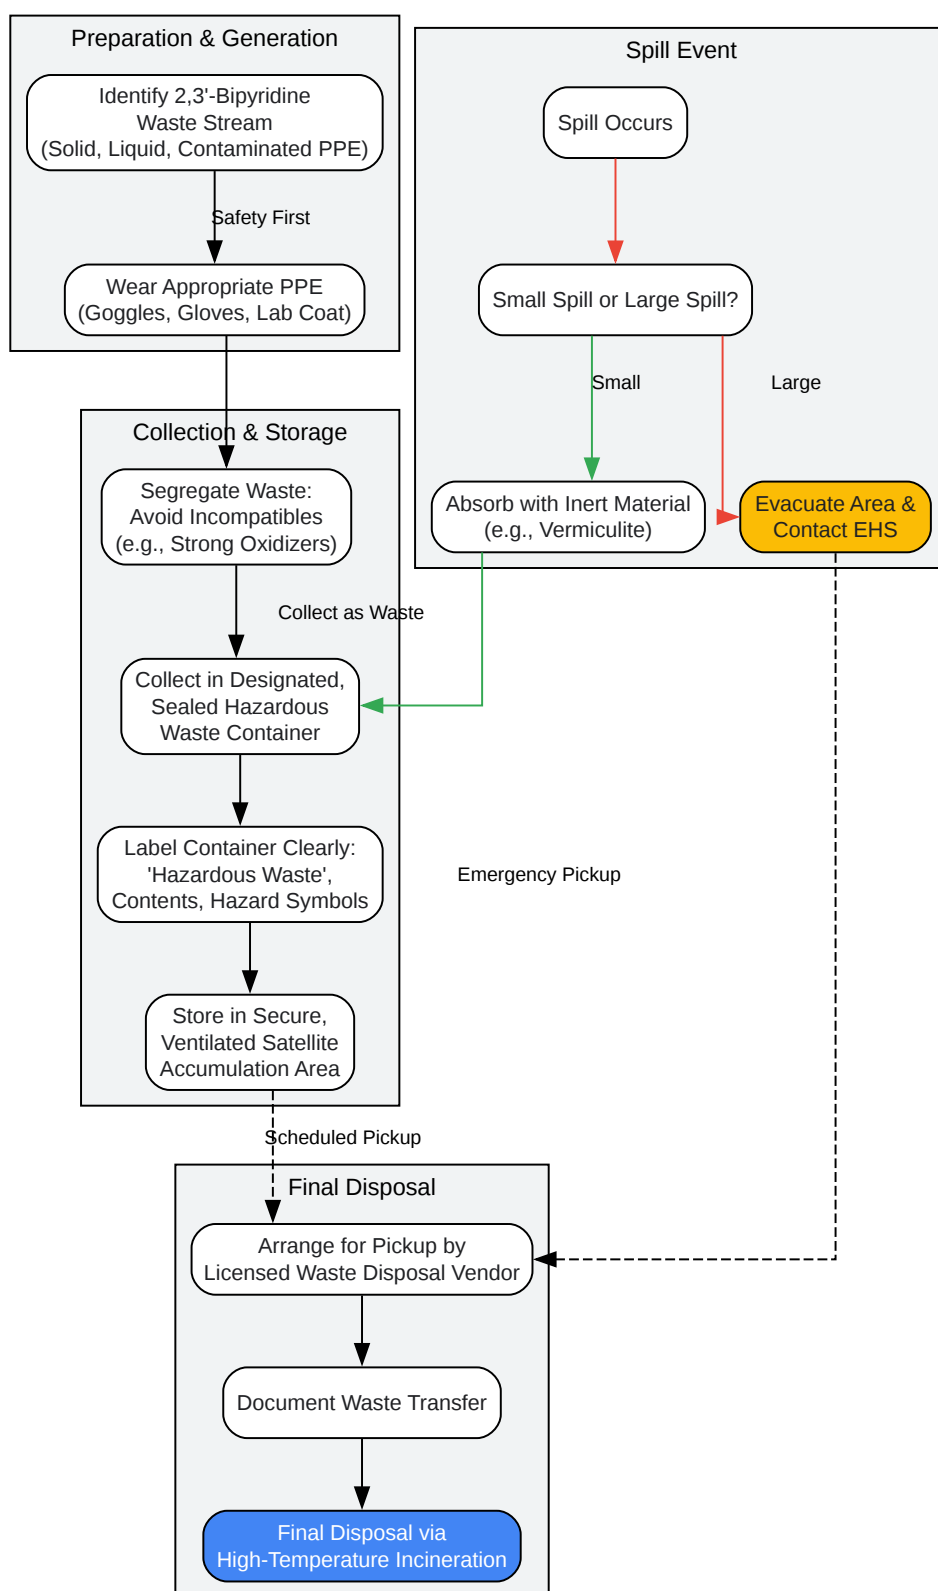 Preparation & Generation
Identify 2,3'-Bipyridine
Waste Stream
(Solid, Liquid, Contaminated PPE)
Safety First
Wear Appropriate PPE
(Goggles, Gloves, Lab Coat)
Spill Event
Spill Occurs
Small Spill or Large Spill?
Small
Large
Absorb with Inert Material
(e.g., Vermiculite)
Evacuate Area &
Contact EHS
Collection & Storage
Segregate Waste:
Avoid Incompatibles
(e.g., Strong Oxidizers)
Collect as Waste
Collect in Designated,
Sealed Hazardous
Waste Container
Label Container Clearly:
'Hazardous Waste',
Contents, Hazard Symbols
Emergency Pickup
Store in Secure,
Ventilated Satellite
Accumulation Area
Scheduled Pickup
Final Disposal
Arrange for Pickup by
Licensed Waste Disposal Vendor
Document Waste Transfer
Final Disposal via
High-Temperature Incineration